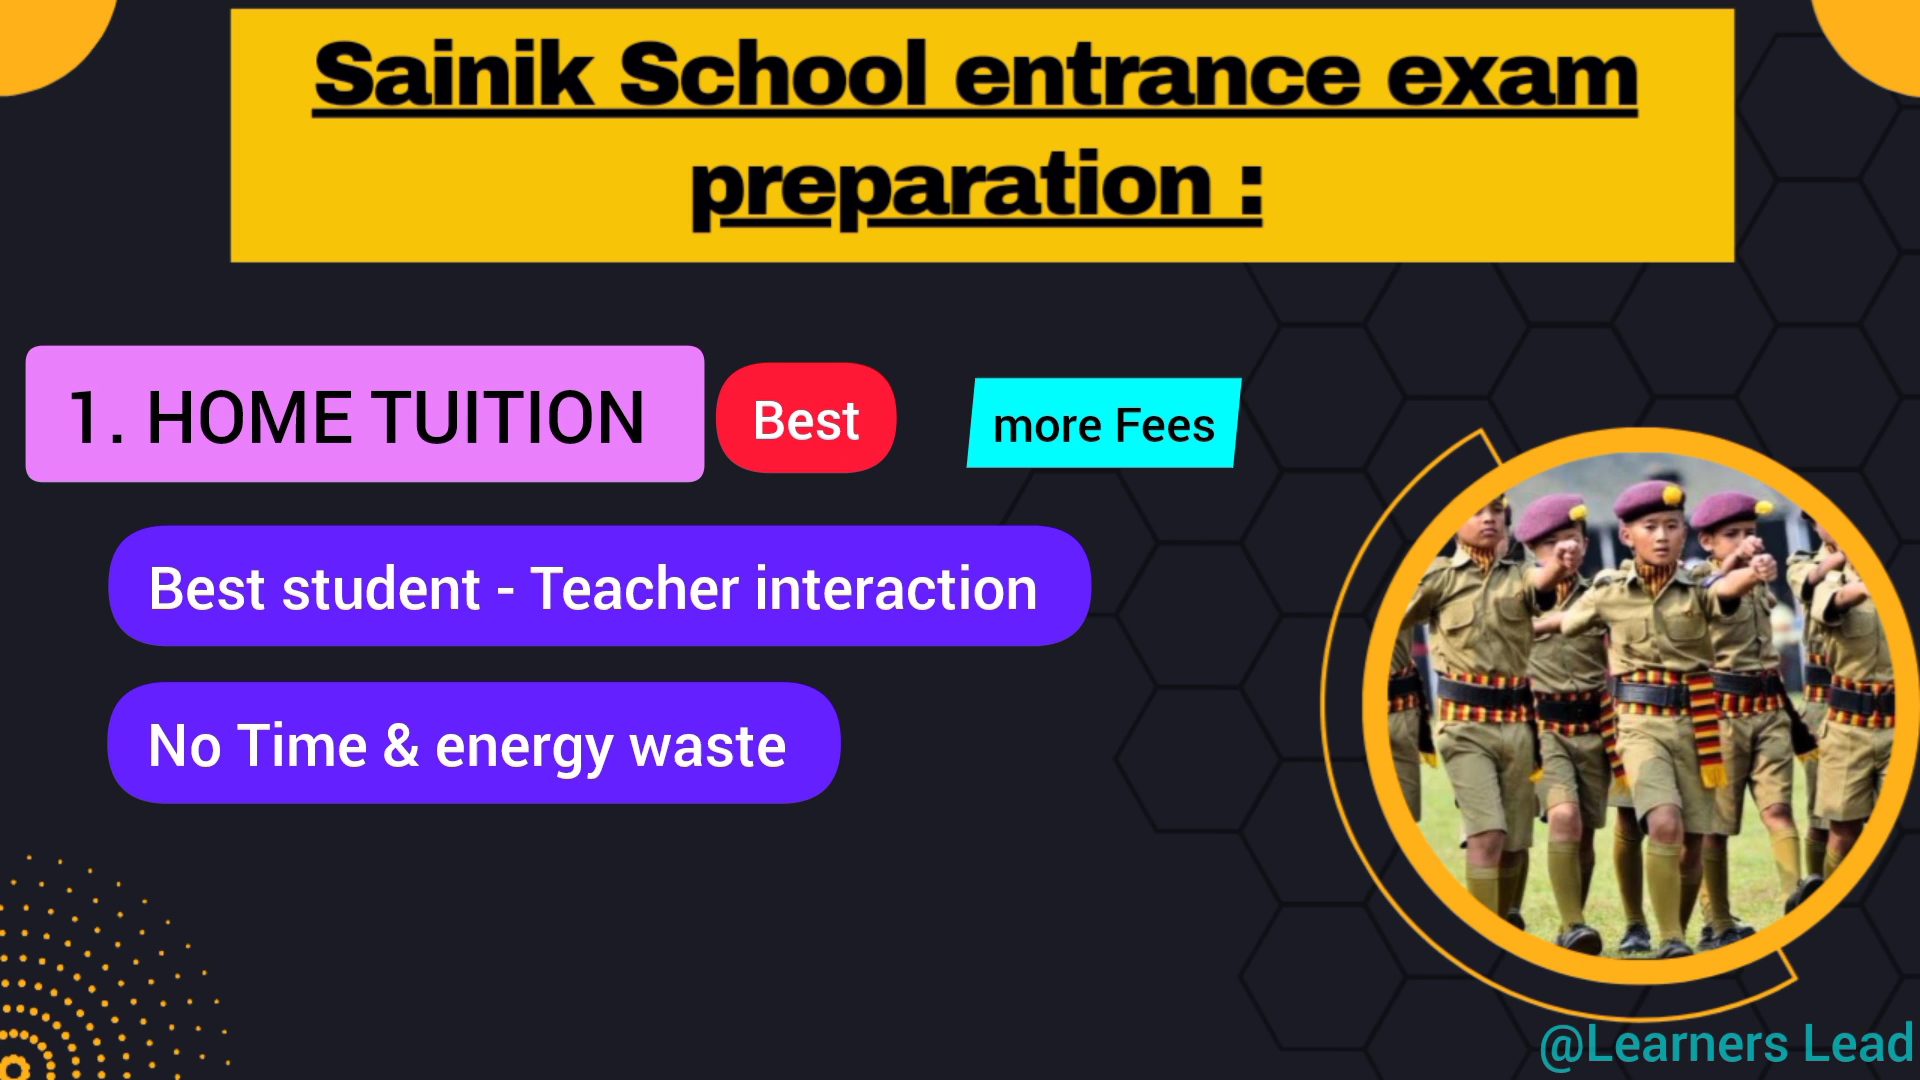 Sainik School entrance exam
preparation :
1. HOME TUITION
Best
more Fees
Best student - Teacher interaction
No Time & energy waste
@Learners Lead